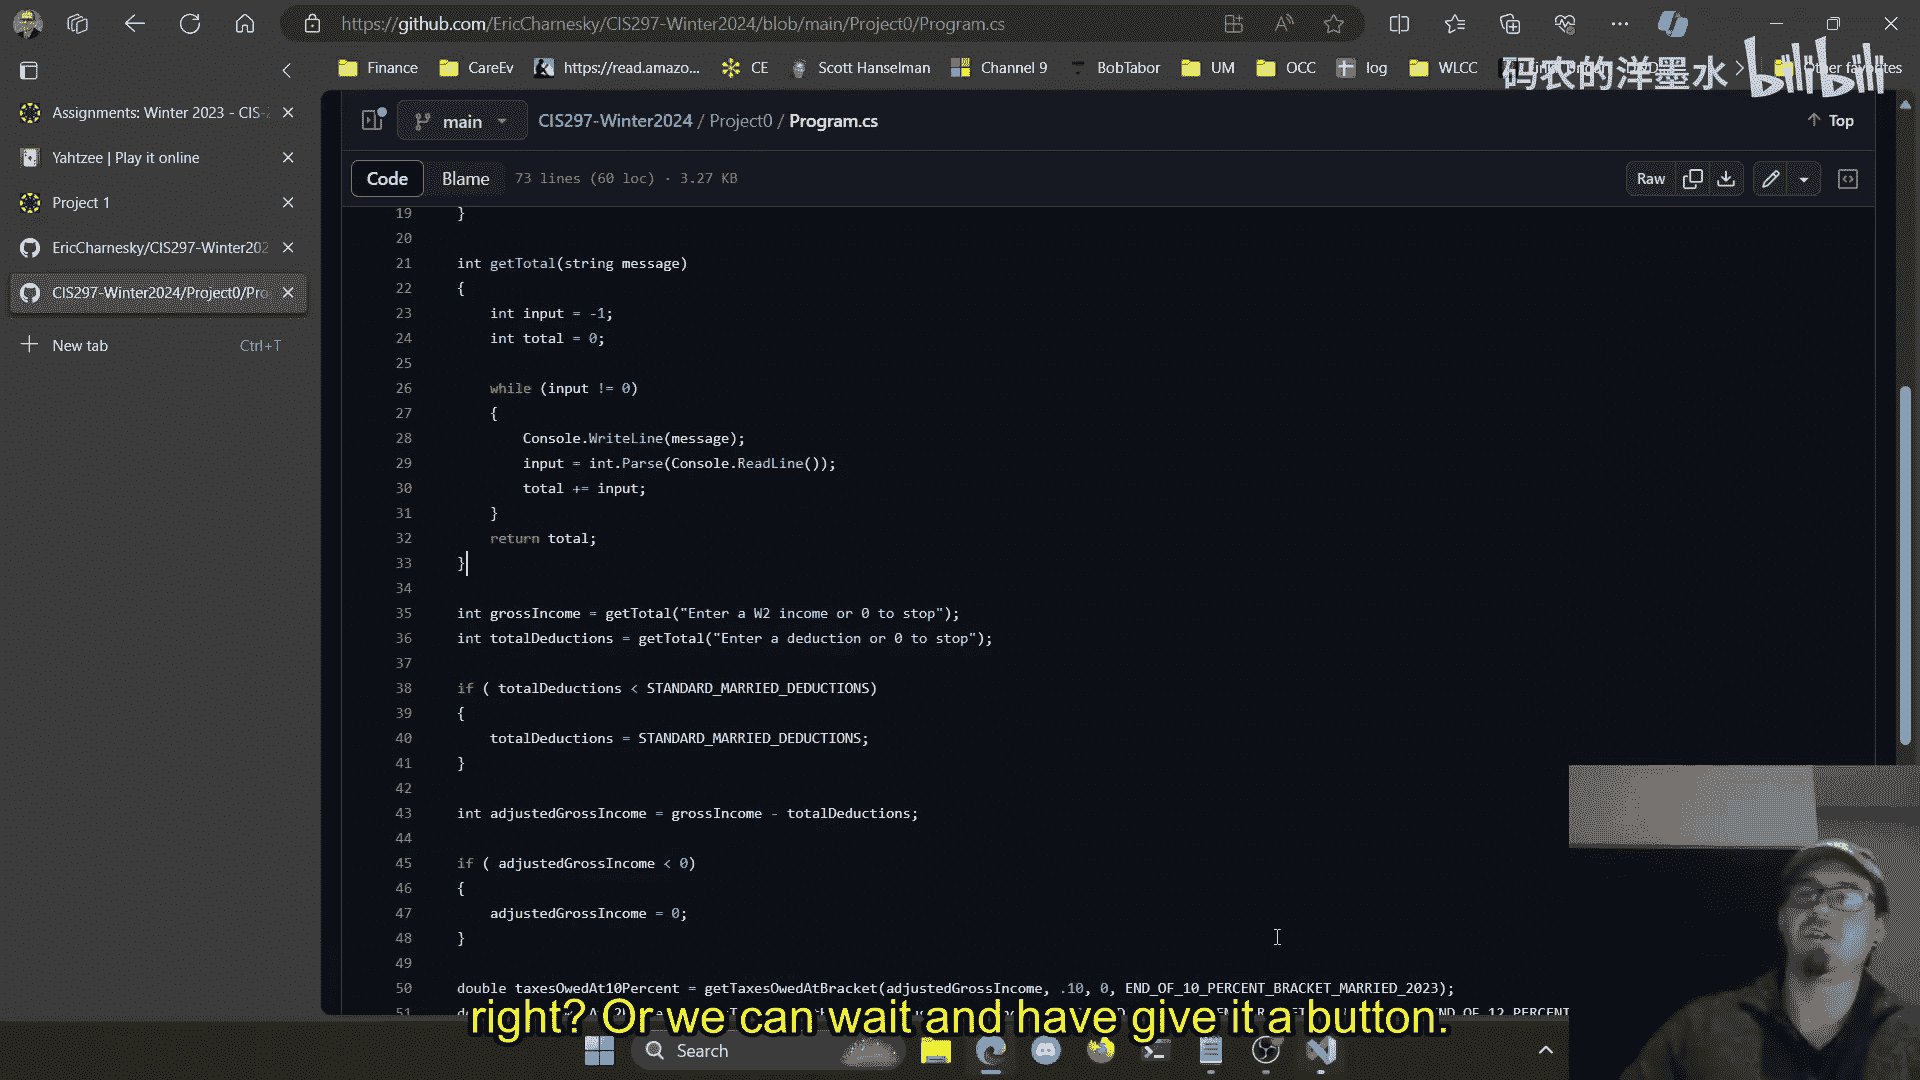 https://github.com/EricCharnesky/CIS297-Winter2024/blob/main/Project0/Program.cs
Finance
CareEv
https://read.amazo...
CE
Scott Hanselman
Channel 9
BobTabor
UM
OCC
log
WLCC
码农的洋墨水
bilibili
Other favorites
Assignments: Winter 2023 - CIS-
Yahtzee | Play it online
Project 1
EricCharnesky/CIS297-Winter202
CIS297-Winter2024/Project0/Pro
New tab
Ctrl+T
main
CIS297-Winter2024 / Project0 / Program.cs
Top
Code
Blame
73 lines (60 loc) · 3.27 KB
Raw
19 }
20
21 int getTotal(string message)
22 {
23 int input = -1;
24 int total = 0;
25
26 while (input != 0)
27 {
28 Console.WriteLine(message);
29 input = int.Parse(Console.ReadLine());
30 total += input;
31 }
32 return total;
33 }
34
35 int grossIncome = getTotal("Enter a W2 income or 0 to stop");
36 int totalDeductions = getTotal("Enter a deduction or 0 to stop");
37
38 if ( totalDeductions < STANDARD_MARRIED_DEDUCTIONS)
39 {
40 totalDeductions = STANDARD_MARRIED_DEDUCTIONS;
41 }
42
43 int adjustedGrossIncome = grossIncome - totalDeductions;
44
45 if ( adjustedGrossIncome < 0)
46 {
47 adjustedGrossIncome = 0;
48 }
49
50 double taxesOwedAt10Percent = getTaxesOwedAtBracket(adjustedGrossIncome, .10, 0, END_OF_10_PERCENT_BRACKET_MARRIED_2023);
51
right? Or we can wait and have give it a button.
Search